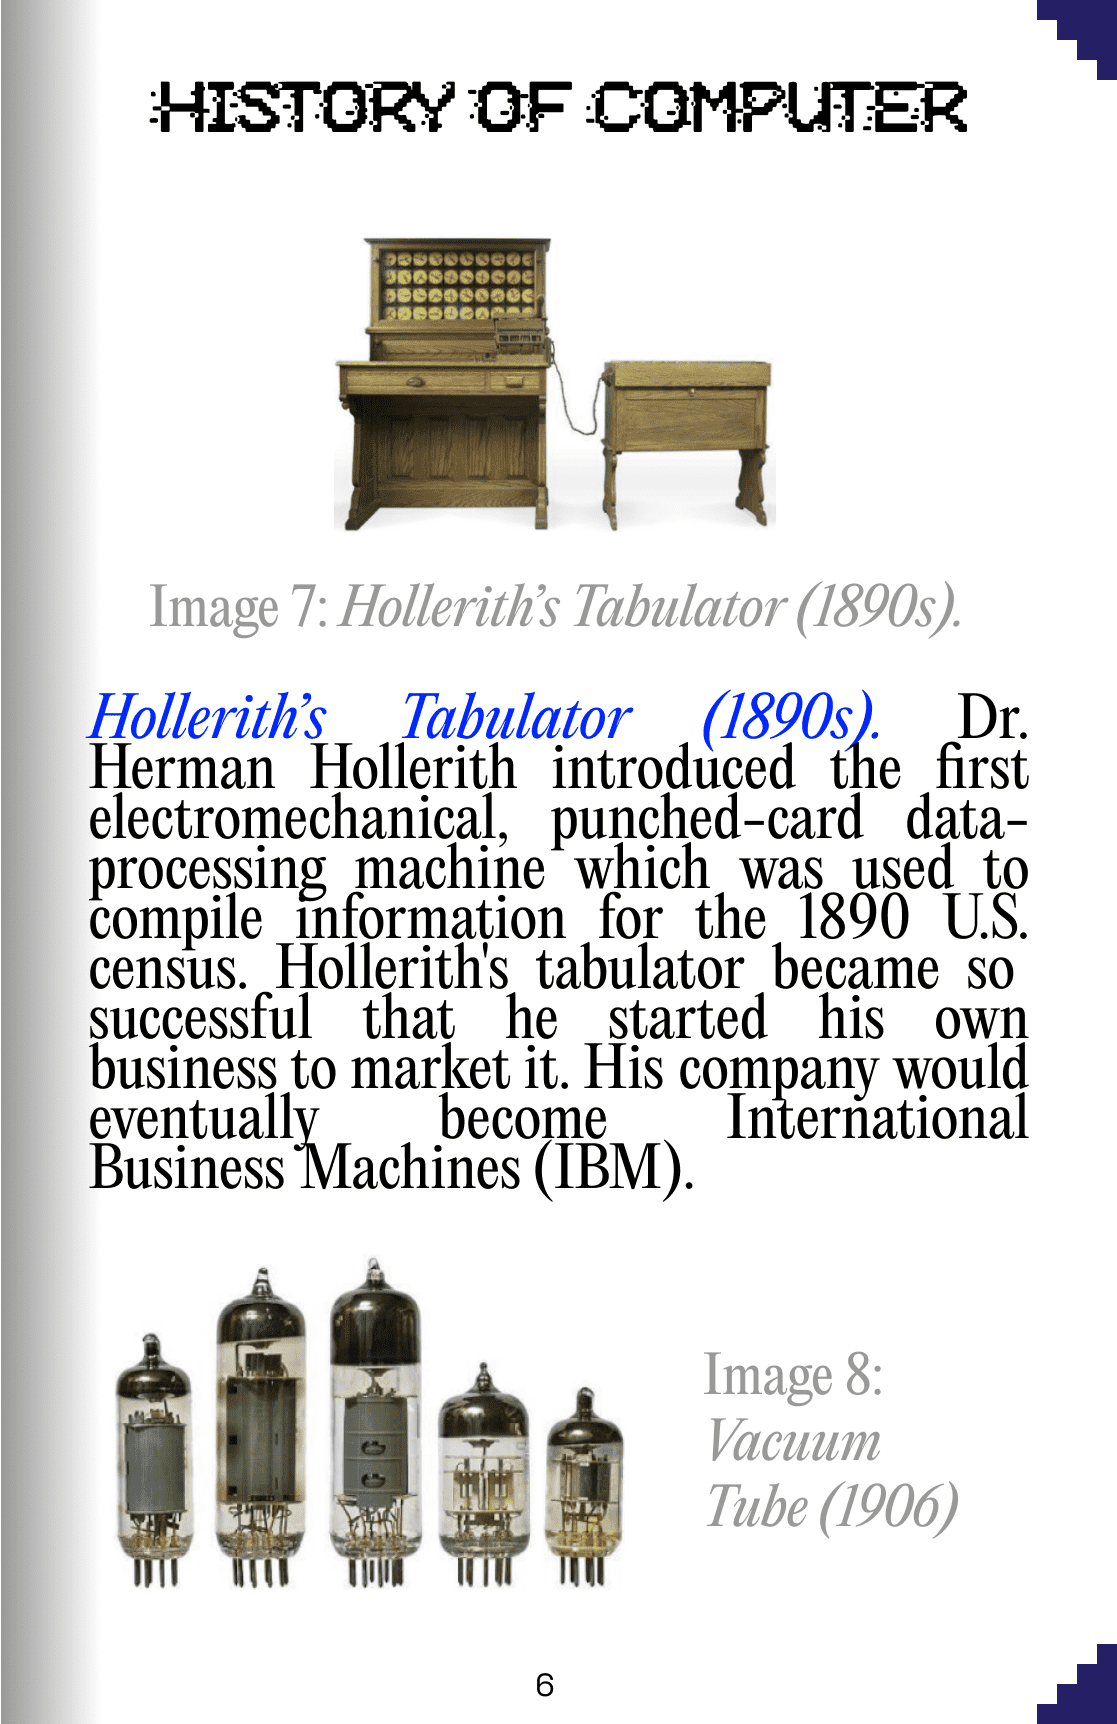 HISTORY OF COMPUTER
Image 7: Hollerith’s Tabulator (1890s).
Hollerith’s Tabulator (1890s). Dr.
Herman Hollerith introduced the first
electromechanical, punched-card data-
processing machine which was used to
compile information for the 1890 U.S.
census. Hollerith's tabulator became so
successful that he started his own
business to market it. His company would
eventually become International
Business Machines (IBM).
Image 8:
Vacuum
Tube (1906)
6